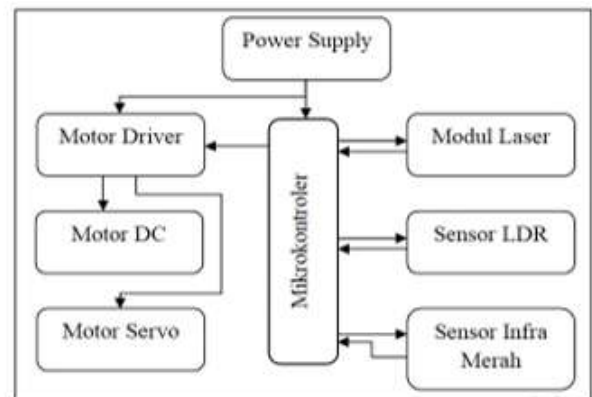 Power Supply
Motor Driver
Motor DC
Motor Servo
Mikrokontroler
Modul Laser
Sensor LDR
Sensor Infra
Merah